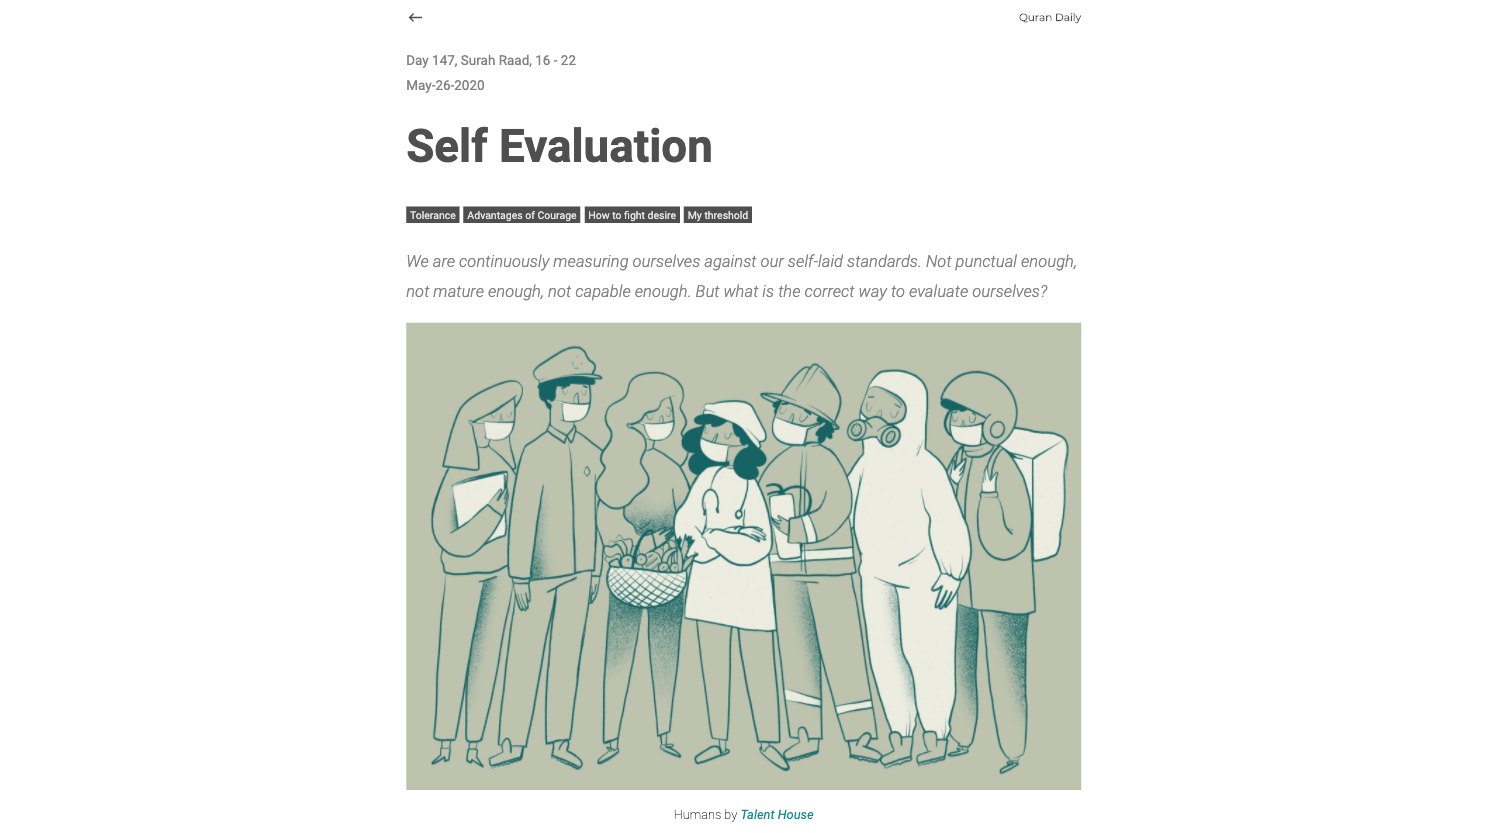 Quran Daily
Day 147, Surah Raad, 16 - 22
May-26-2020
Self Evaluation
Tolerance Advantages of Courage How to fight desire My threshold
We are continuously measuring ourselves against our self-laid standards. Not punctual enough,
not mature enough, not capable enough. But what is the correct way to evaluate ourselves?
Humans by Talent House